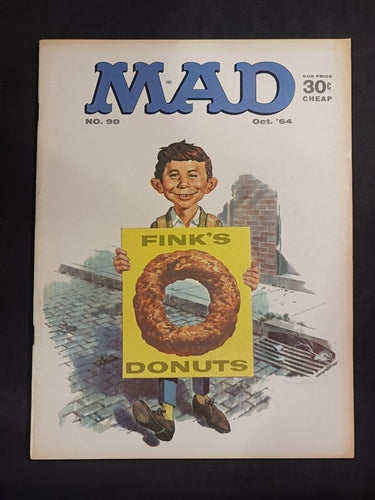 MAD
OUR PRICE
30¢
CHEAP
NO. 90
Oct. '64
FINK'S
DONUTS